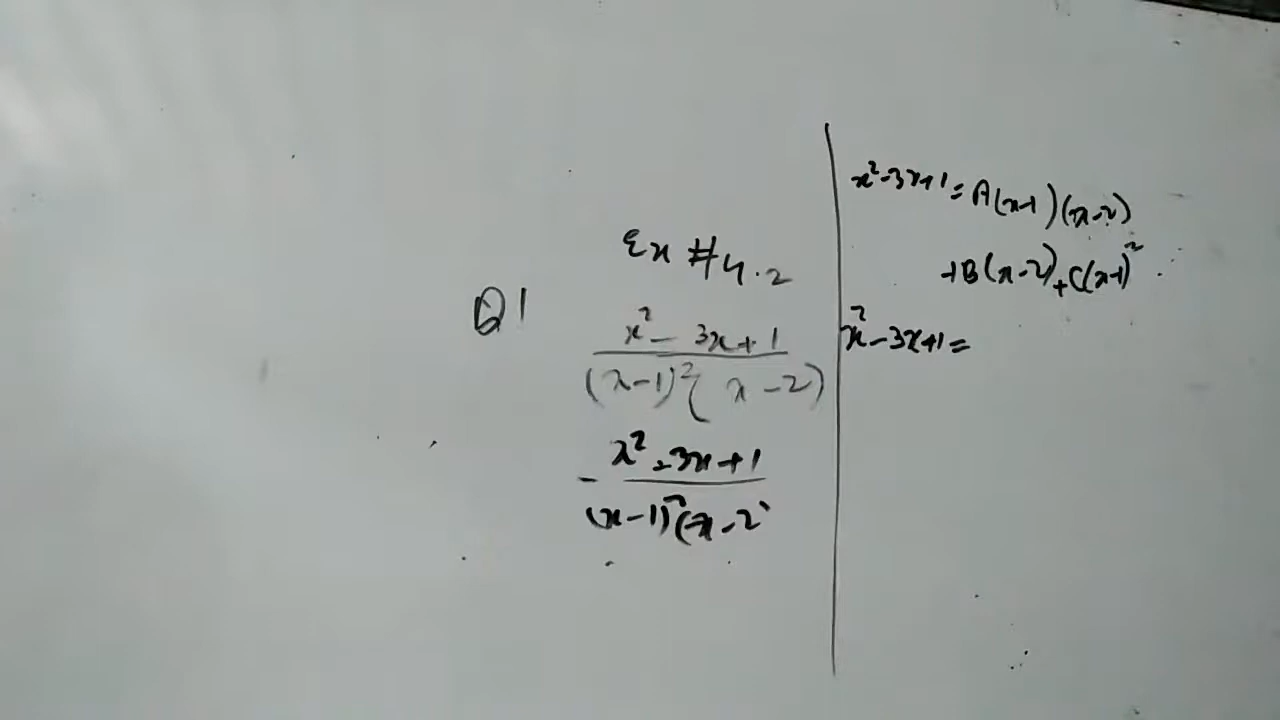 Ex #4.2
Q1
x² - 3x + 1
(x-1)² (x-2)
- x² - 3x + 1
(x-1)² (x-2)
x²-3x+1 = A(x-1)(x-2)
+B(x-2)+C(x-1)²
x²-3x+1 =